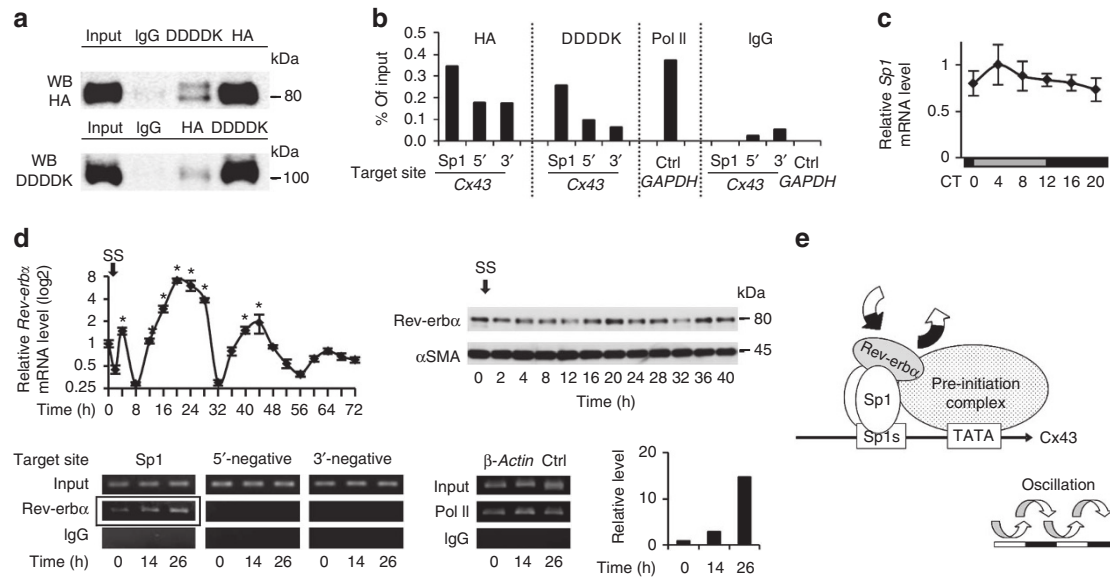 a
Input IgG DDDDK HA
kDa
WB
HA
80
Input IgG HA DDDDK
kDa
WB
DDDDK
100
b
% Of input
0.5
0.4
0.3
0.2
0.1
0.0
HA DDDDK Pol II IgG
Target site
Sp1 5′ 3′ Sp1 5′ 3′ Ctrl Sp1 5′ 3′ Ctrl
Cx43 Cx43 GAPDH Cx43 GAPDH
c
Relative Sp1
mRNA level
1
0.5
0
CT 0 4 8 12 16 20
d
SS
Relative Rev-erbα
mRNA level (log2)
8
4
2
1
0.5
0.25
* * * * * * *
Time (h) 0 8 16 24 32 40 48 56 64 72
SS
kDa
Rev-erbα 80
αSMA 45
0 2 4 8 12 16 20 24 28 32 36 40
Time (h)
Target site Sp1 5′-negative 3′-negative
Input
Rev-erbα
IgG
Time (h) 0 14 26 0 14 26 0 14 26
β-Actin Ctrl
Input
Pol II
IgG
Time (h) 0 14 26
Relative level
20
10
0
0 14 26
e
Rev-erbα
Sp1
Pre-initiation
complex
Sp1s
TATA
Cx43
Oscillation